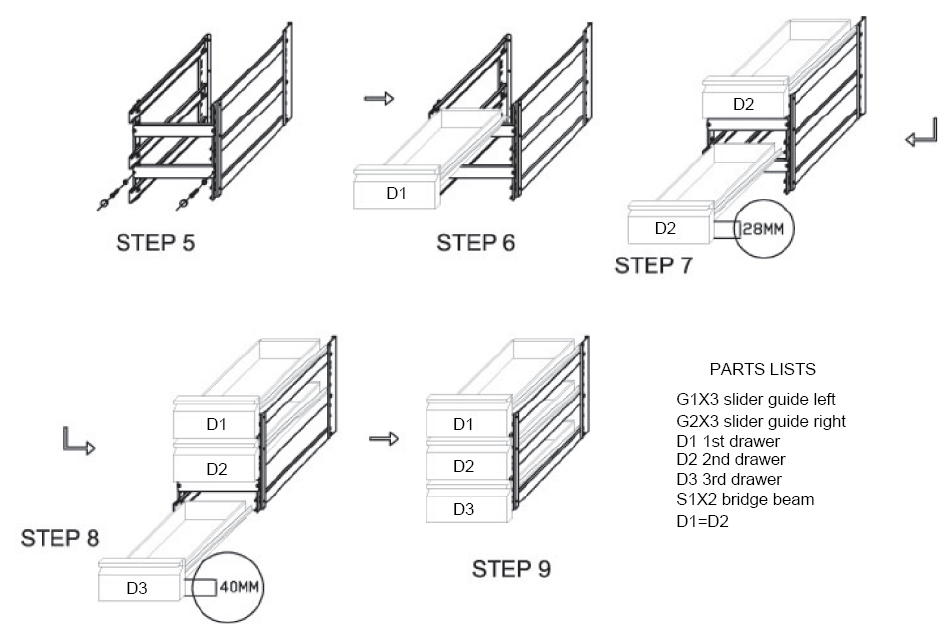 D1
STEP 5
STEP 6
D2
D2
28MM
STEP 7
D1
D2
D3
40MM
STEP 8
D1
D2
D3
STEP 9
PARTS LISTS
G1X3 slider guide left
G2X3 slider guide right
D1 1st drawer
D2 2nd drawer
D3 3rd drawer
S1X2 bridge beam
D1=D2